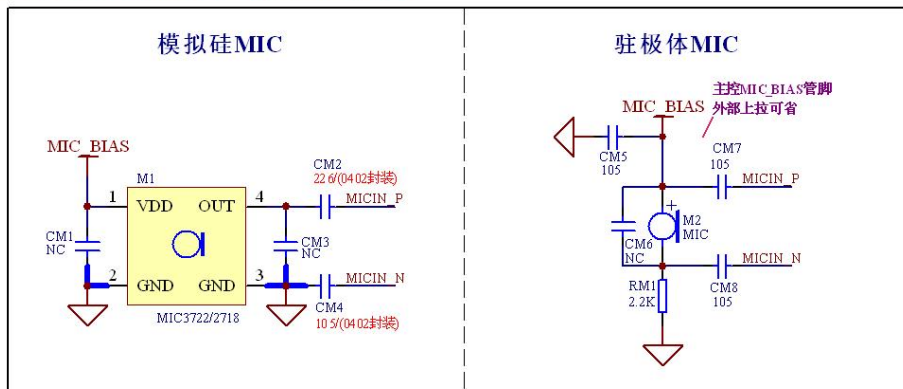 模拟硅MIC
MIC_BIAS
M1
1
VDD
OUT
4
CM1
NC
2
GND
GND
3
MIC3722/2718
CM2
226/(0402封装)
MICIN_P
CM3
NC
MICIN_N
CM4
105/(0402封装)
驻极体MIC
主控MIC_BIAS管脚
外部上拉可省
MIC_BIAS
CM5
105
CM7
105
MICIN_P
+
M2
MIC
CM6
NC
MICIN_N
CM8
105
RM1
2.2K